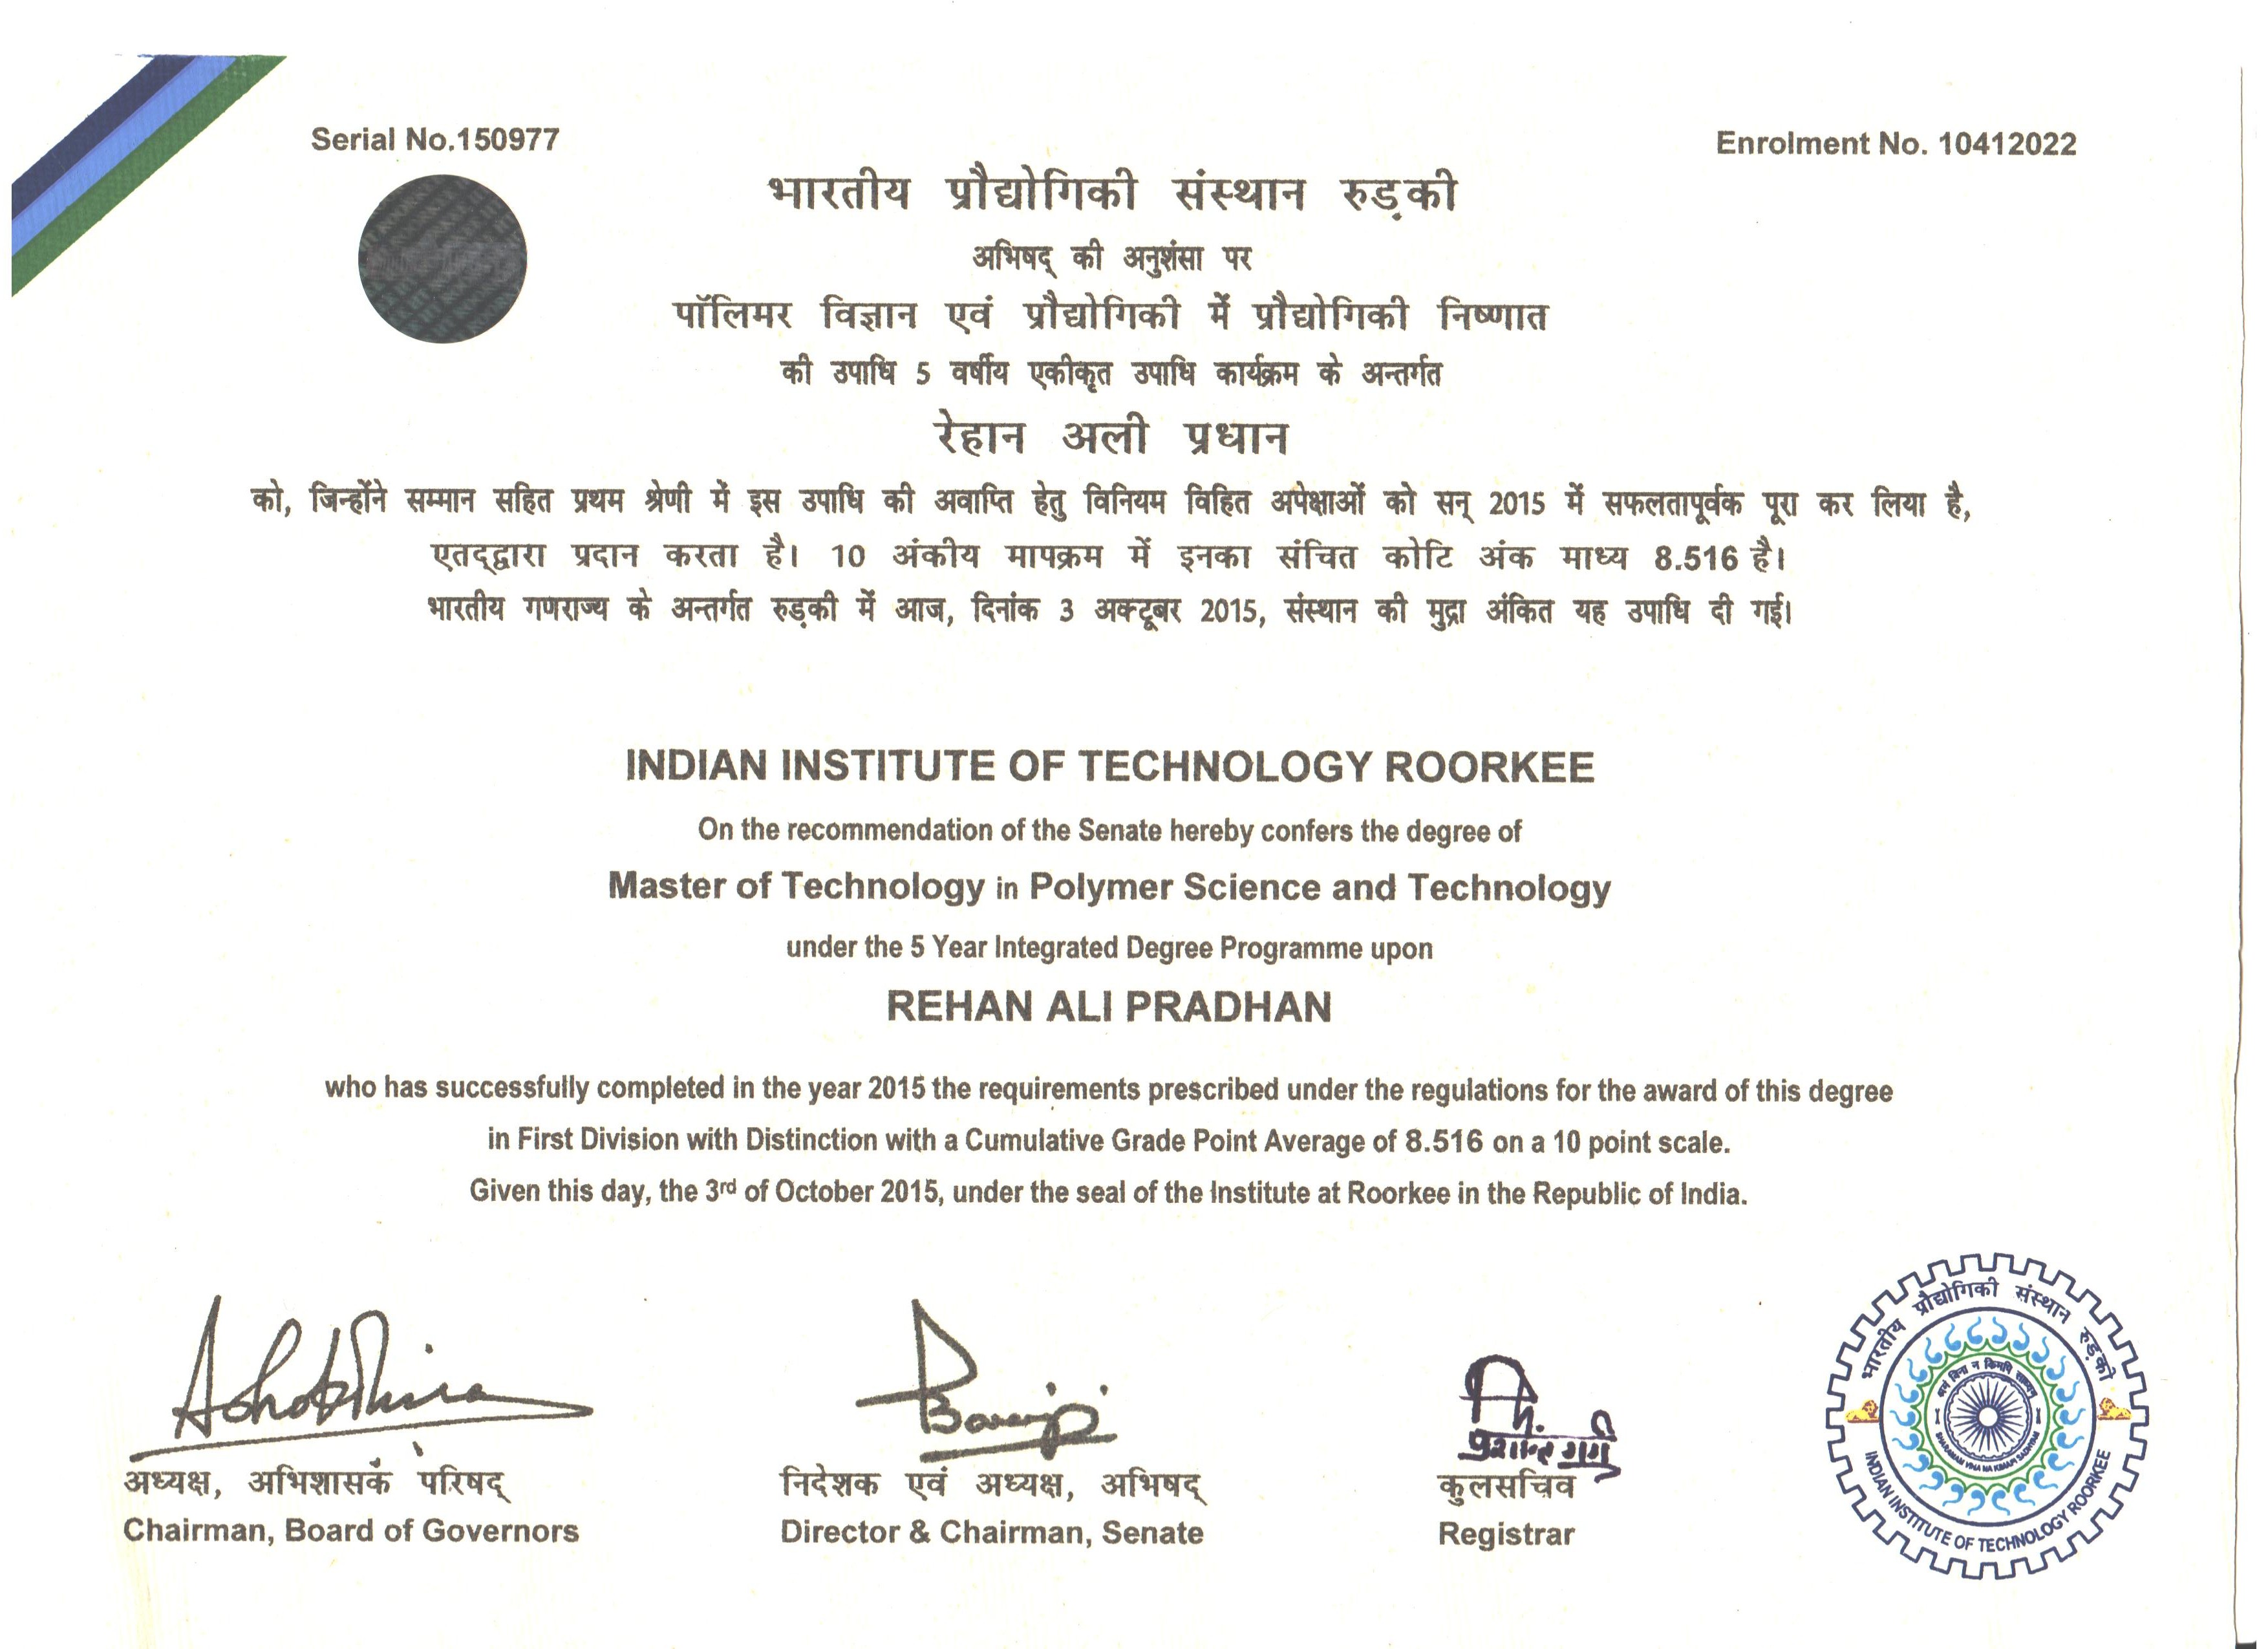 Serial No.150977
Enrolment No. 10412022
भारतीय प्रौद्योगिकी संस्थान रुड़की
अभिषद् की अनुशंसा पर
पॉलिमर विज्ञान एवं प्रौद्योगिकी में प्रौद्योगिकी निष्णात
की उपाधि 5 वर्षीय एकीकृत उपाधि कार्यक्रम के अन्तर्गत
रेहान अली प्रधान
को, जिन्होंने सम्मान सहित प्रथम श्रेणी में इस उपाधि की अवाप्ति हेतु विनियम विहित अपेक्षाओं को सन् 2015 में सफलतापूर्वक पूरा कर लिया है,
एतद्द्वारा प्रदान करता है। 10 अंकीय मापक्रम में इनका संचित कोटि अंक माध्य 8.516 है।
भारतीय गणराज्य के अन्तर्गत रुड़की में आज, दिनांक 3 अक्टूबर 2015, संस्थान की मुद्रा अंकित यह उपाधि दी गई।
INDIAN INSTITUTE OF TECHNOLOGY ROORKEE
On the recommendation of the Senate hereby confers the degree of
Master of Technology in Polymer Science and Technology
under the 5 Year Integrated Degree Programme upon
REHAN ALI PRADHAN
who has successfully completed in the year 2015 the requirements prescribed under the regulations for the award of this degree
in First Division with Distinction with a Cumulative Grade Point Average of 8.516 on a 10 point scale.
Given this day, the 3rd of October 2015, under the seal of the Institute at Roorkee in the Republic of India.
प्रशान्त गर्ग
अध्यक्ष, अभिशासक परिषद्
Chairman, Board of Governors
निदेशक एवं अध्यक्ष, अभिषद्
Director & Chairman, Senate
कुलसचिव
Registrar
भारतीय प्रौद्योगिकी संस्थान रुड़की
श्रमं विना न किमपि साध्यम्
SHRAMAM VINA NA KIMAPI SADHYAM
INDIAN INSTITUTE OF TECHNOLOGY ROORKEE